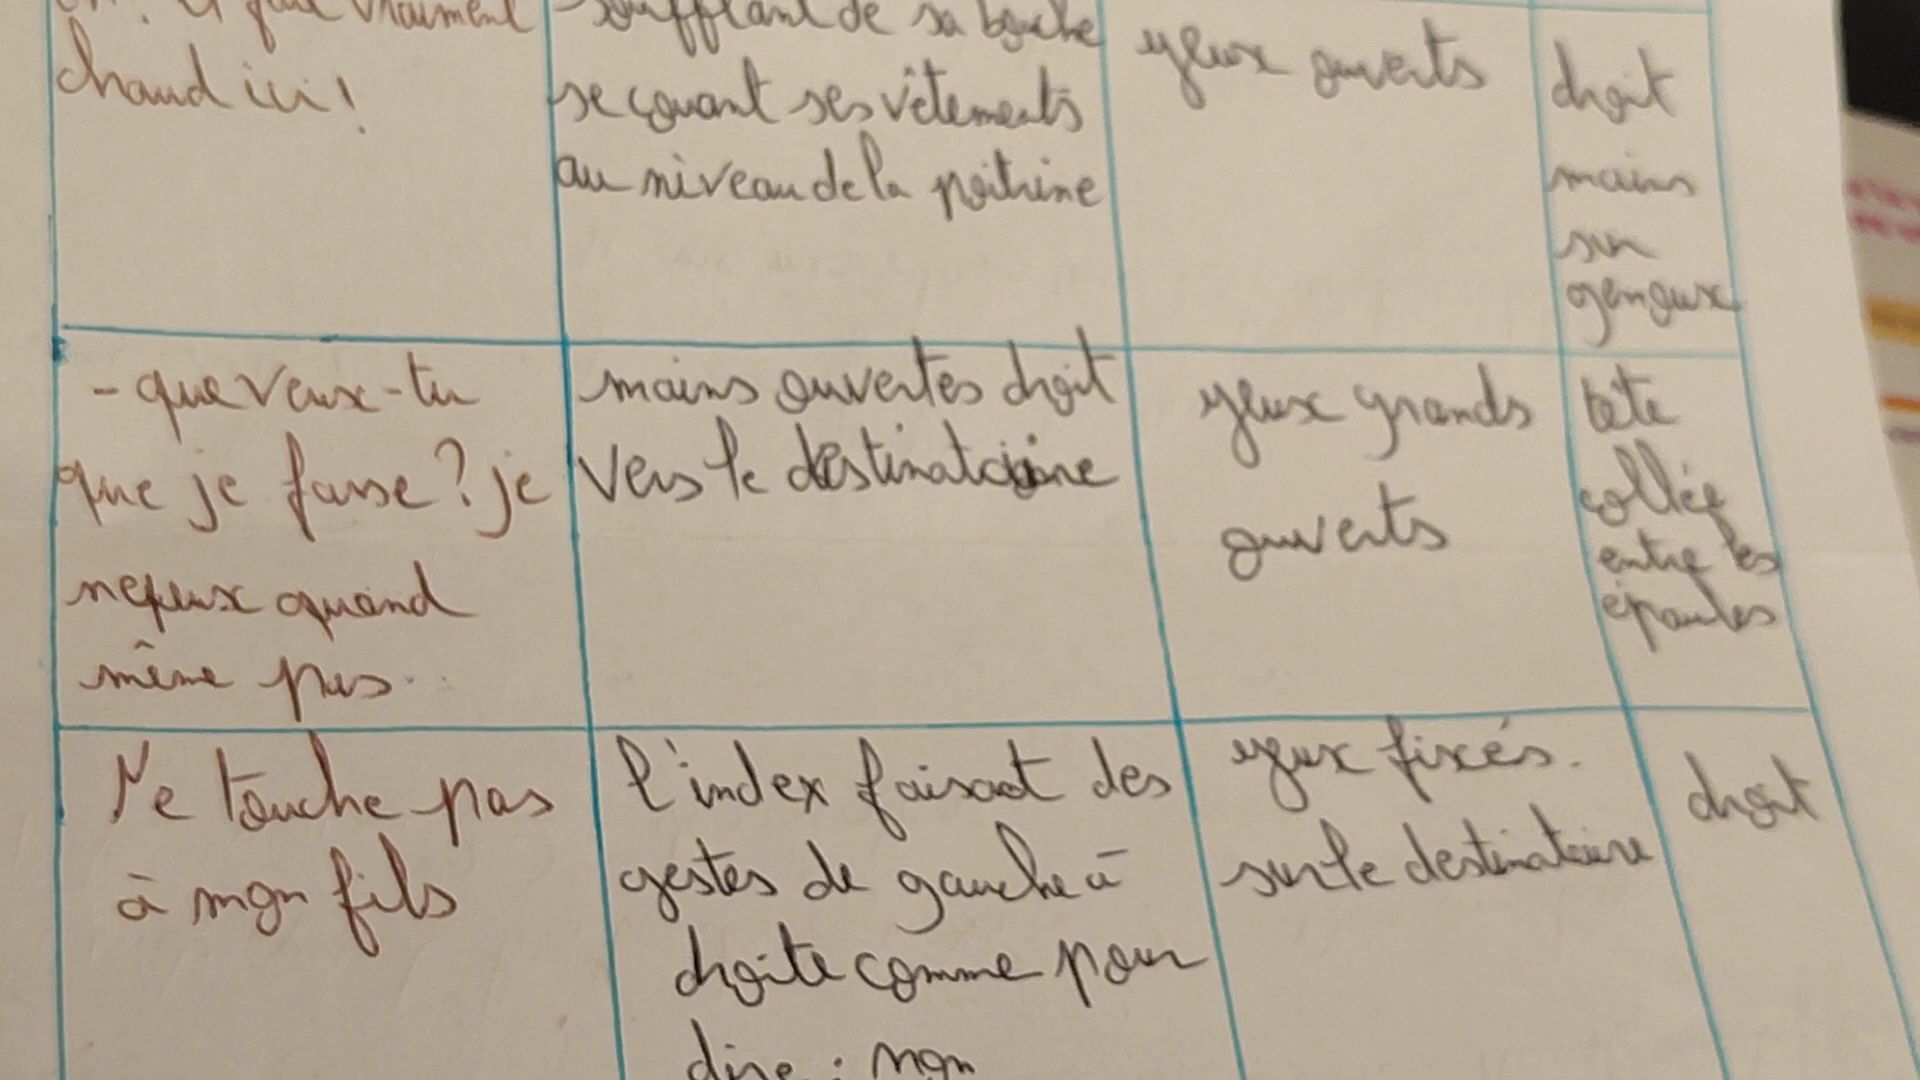 vraiment
chaud ici !
soufflant de sa bouche
secouant ses vêtements
au niveau de la poitrine
yeux ouverts
droit
mains
sur
genoux
- que veux-tu
que je fasse ? je
ne peux quand
même pas..
mains ouvertes droit
vers le destinataire
yeux grands
ouverts
tête
collée
entre les
épaules
Ne touche pas
à mon fils
l'index faisant des
gestes de gauche à
droite comme pour
dire : non
yeux fixés.
sur le destinataire
droit